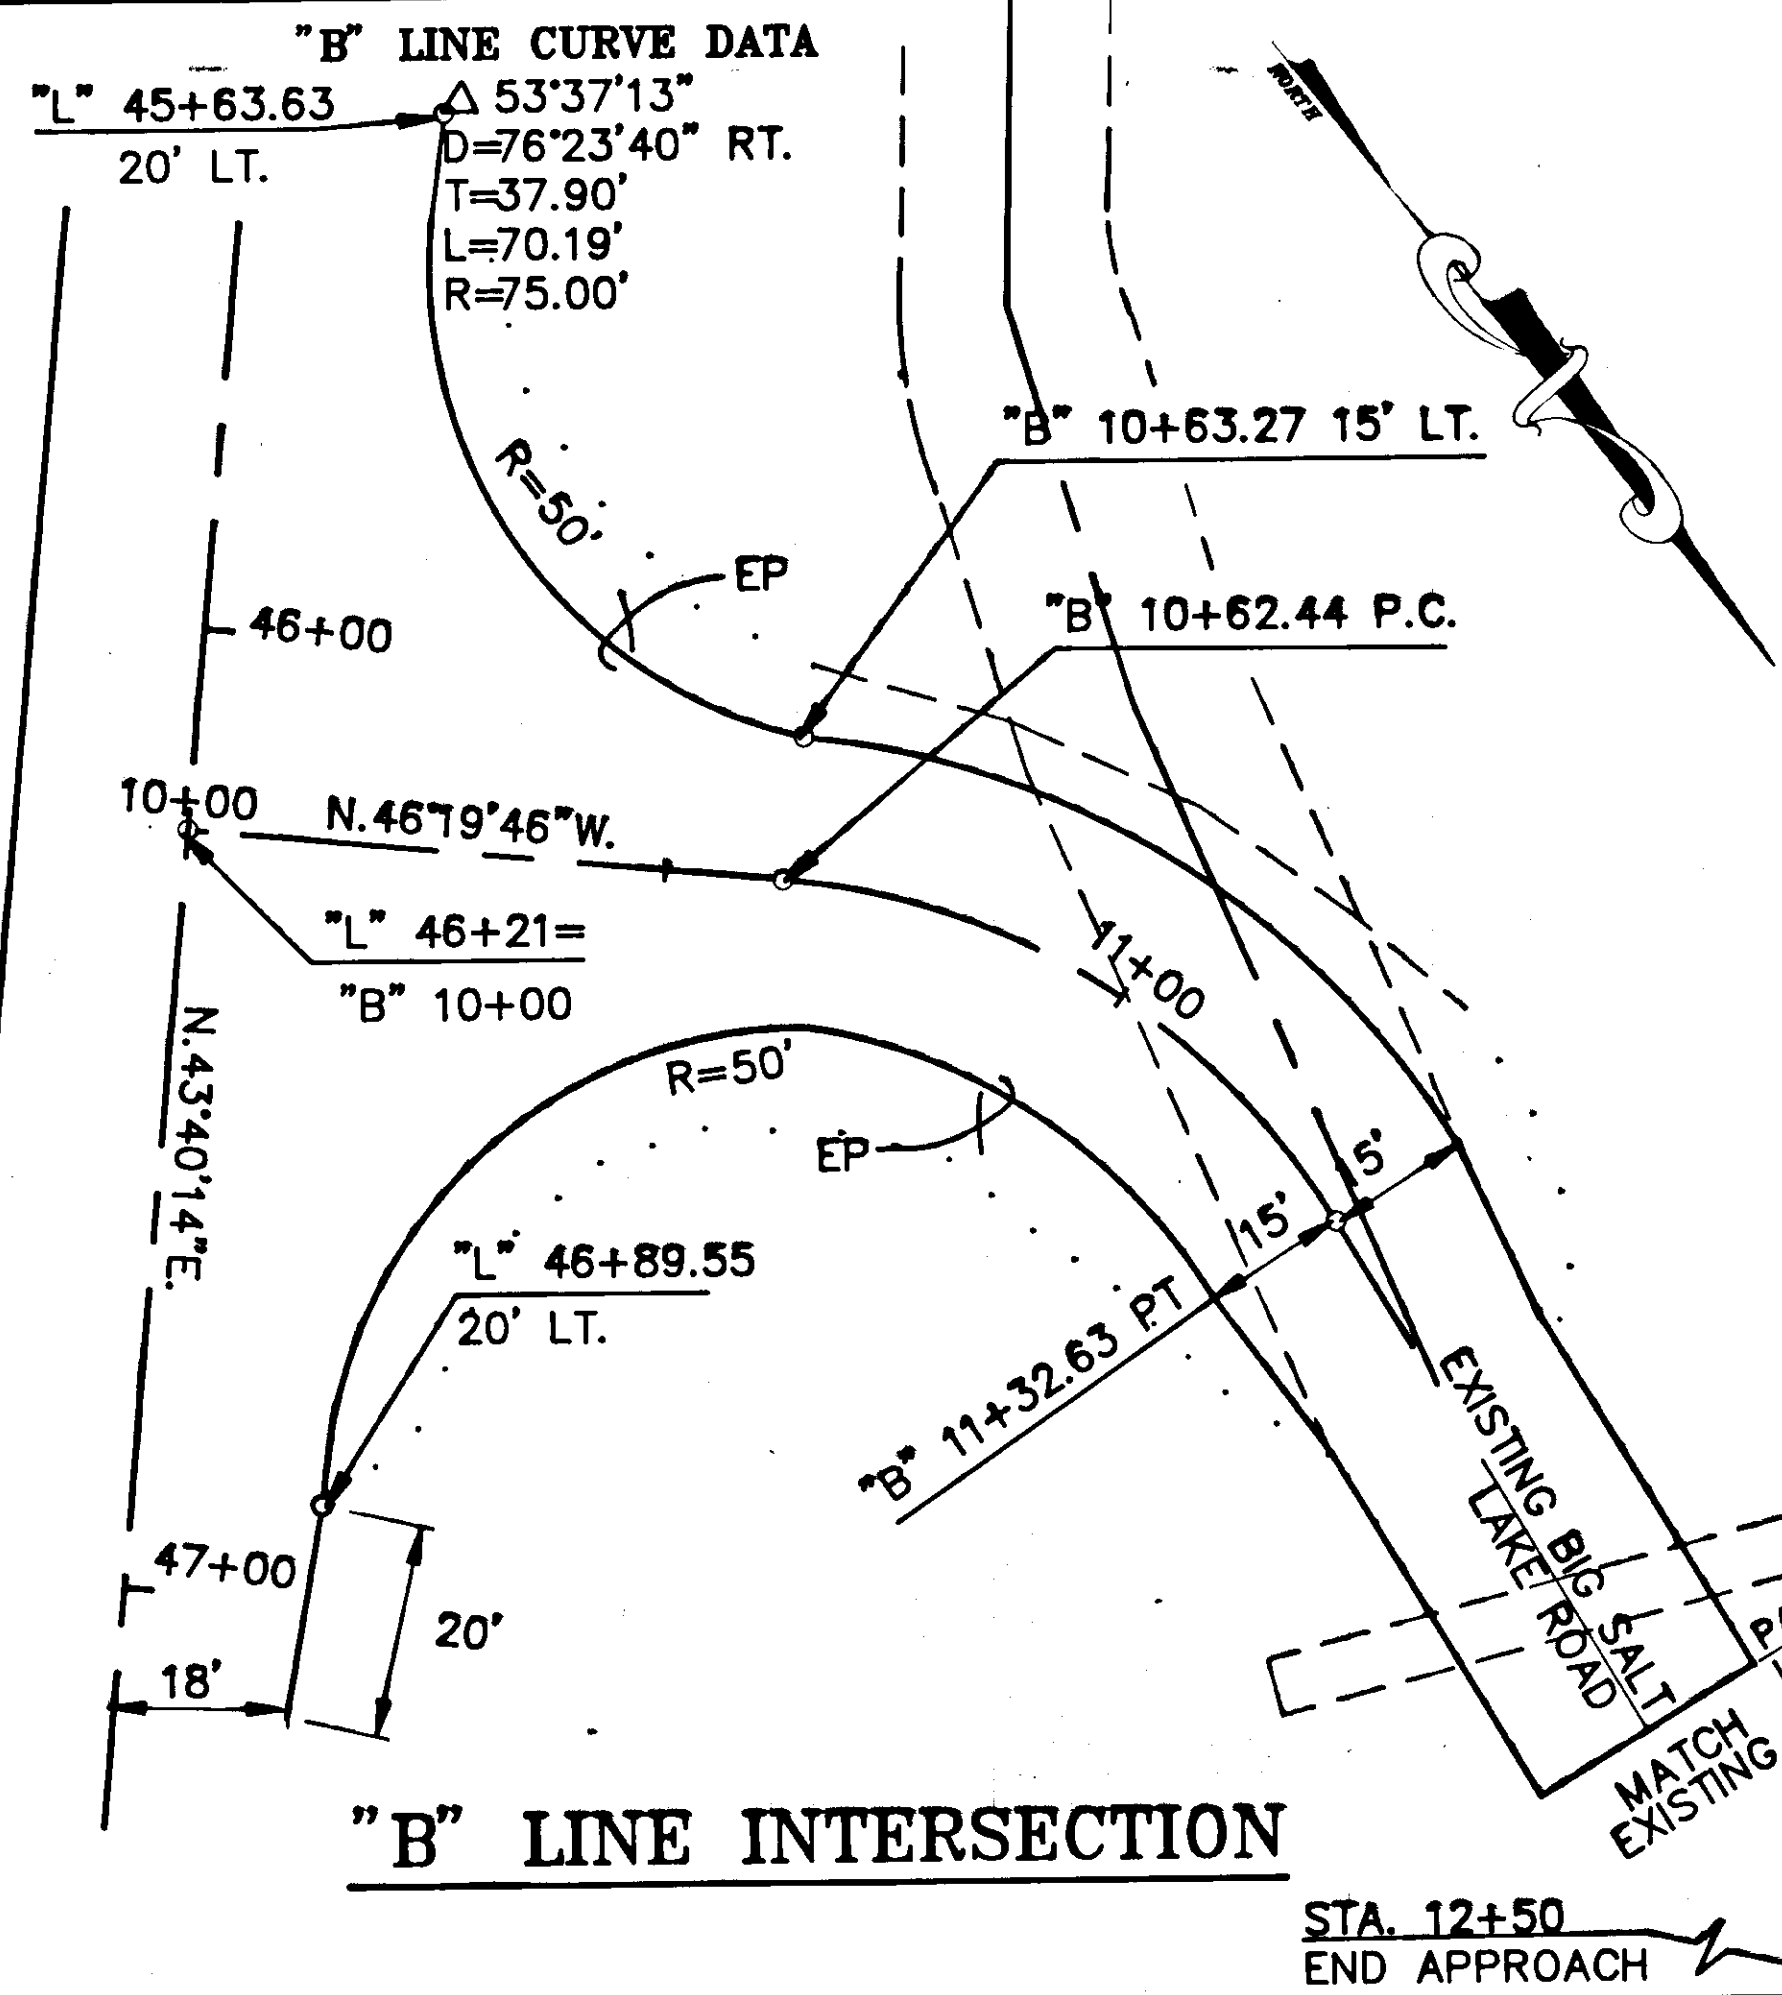 "B" LINE CURVE DATA
"L" 45+63.63
20' LT.
△ 53°37'13"
D=76°23'40" RT.
T=37.90'
L=70.19'
R=75.00'
NORTH
"B" 10+63.27 15' LT.
R=50'
EP
"B" 10+62.44 P.C.
46+00
10+00
N.46°19'46"W.
"L" 46+21=
"B" 10+00
11+00
N.43°40'14"E.
R=50'
EP
15'
5'
"L" 46+89.55
20' LT.
"B" 11+32.63 P.T
EXISTING BIG SALT
LAKE ROAD
47+00
20'
18'
MATCH
EXISTING
"B" LINE INTERSECTION
STA. 12+50
END APPROACH